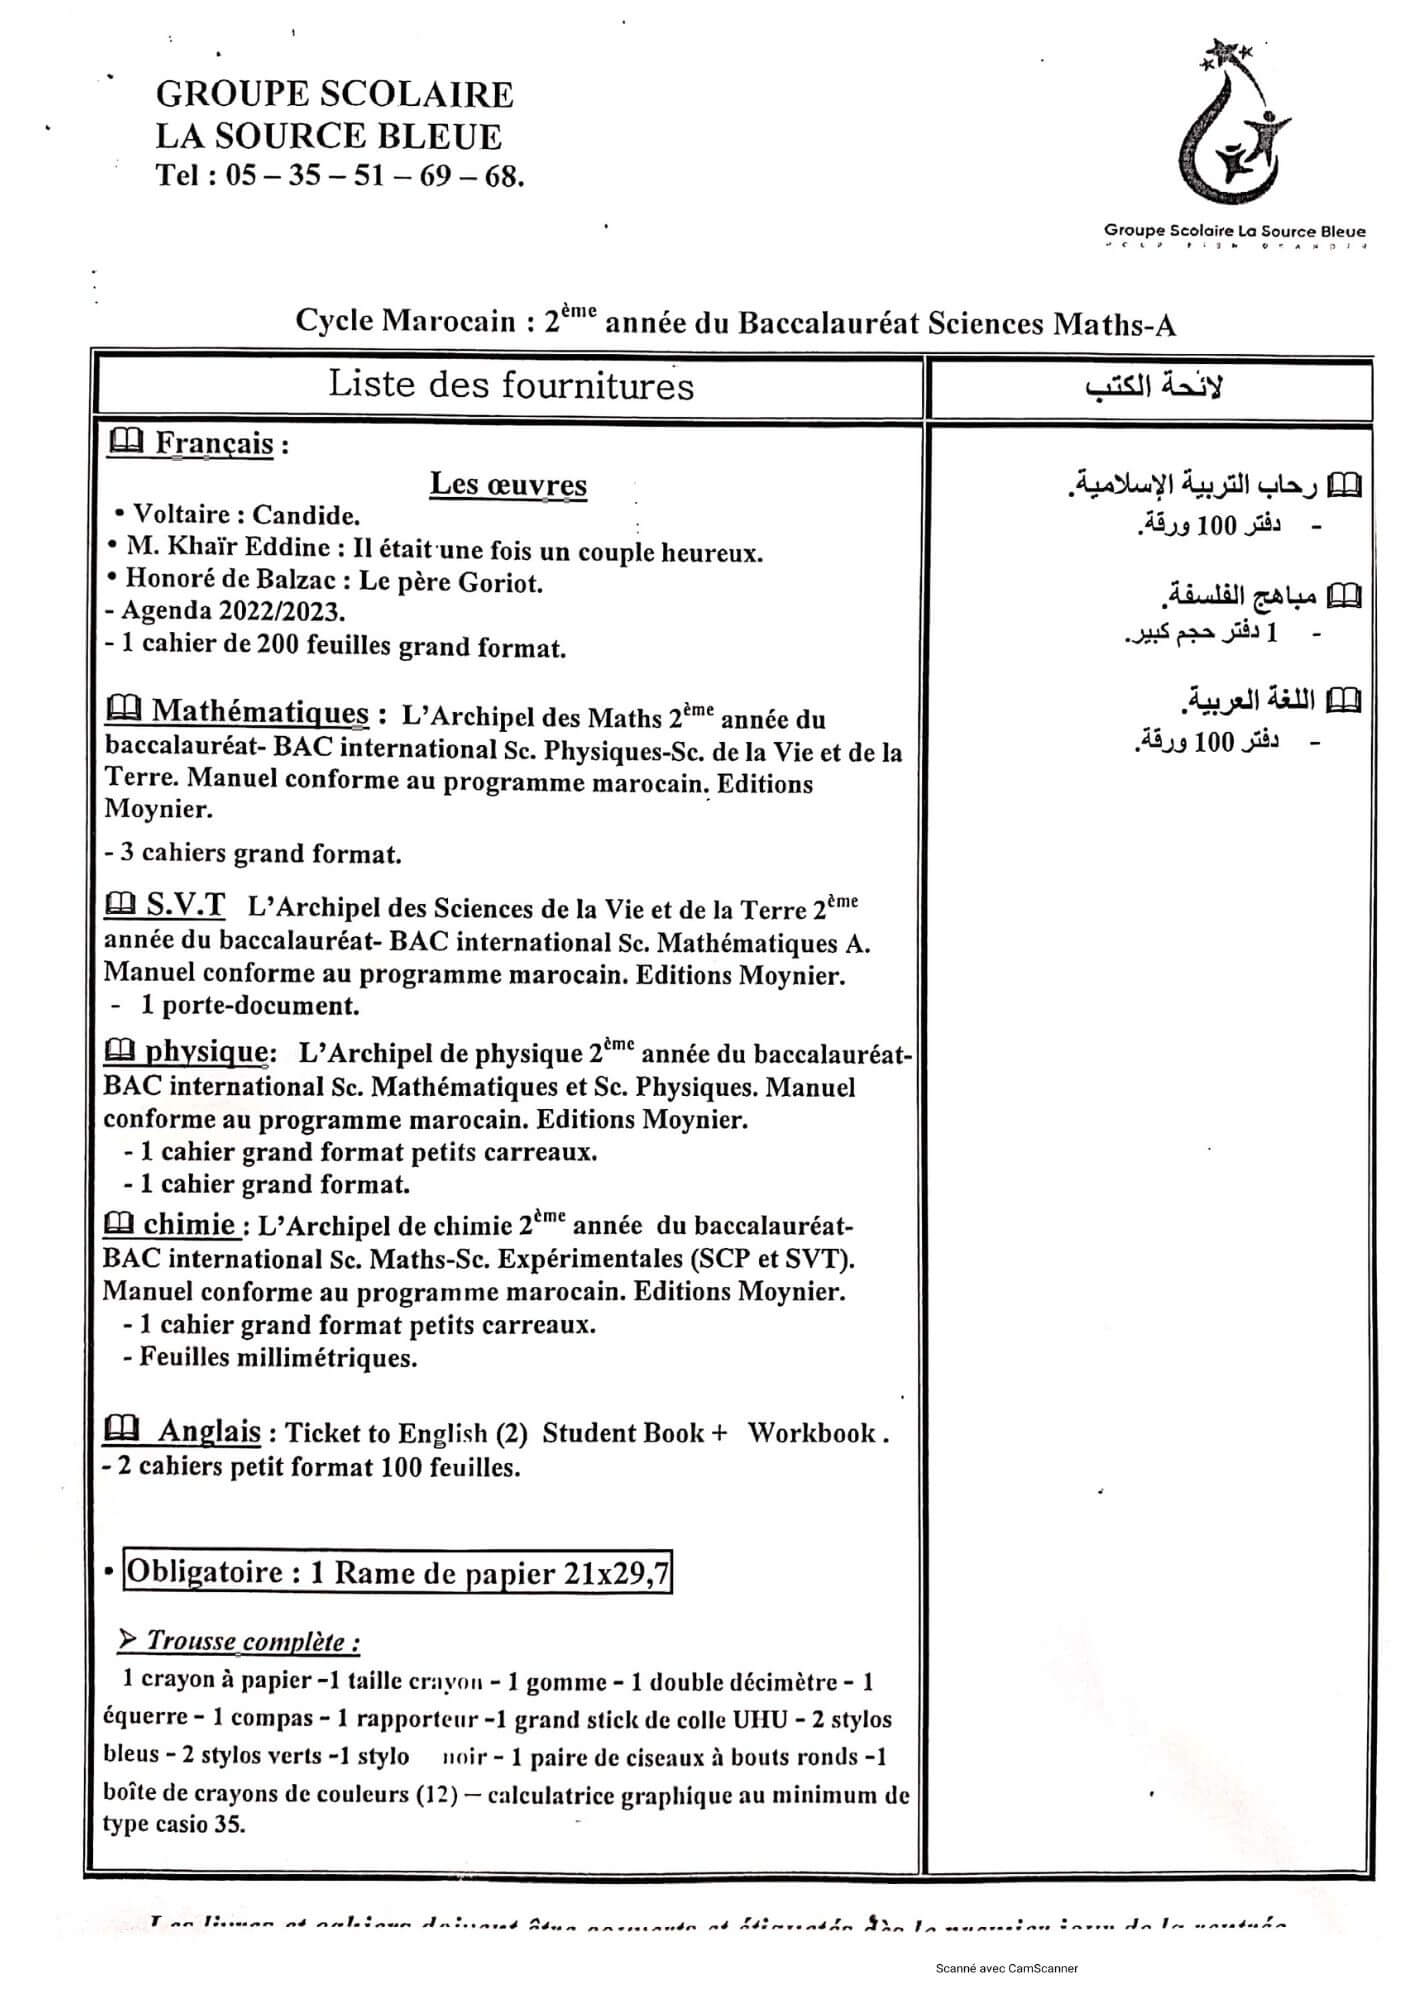 GROUPE SCOLAIRE
LA SOURCE BLEUE
Tel : 05 – 35 – 51 – 69 – 68.
Groupe Scolaire La Source Bleue
Cycle Marocain : 2ème année du Baccalauréat Sciences Maths-A
Liste des fournitures
Français :
Les œuvres
• Voltaire : Candide.
• M. Khaïr Eddine : Il était une fois un couple heureux.
• Honoré de Balzac : Le père Goriot.
- Agenda 2022/2023.
- 1 cahier de 200 feuilles grand format.
Mathématiques : L'Archipel des Maths 2ème année du
baccalauréat- BAC international Sc. Physiques-Sc. de la Vie et de la
Terre. Manuel conforme au programme marocain. Editions
Moynier.
- 3 cahiers grand format.
S.V.T L'Archipel des Sciences de la Vie et de la Terre 2ème
année du baccalauréat- BAC international Sc. Mathématiques A.
Manuel conforme au programme marocain. Editions Moynier.
- 1 porte-document.
physique: L'Archipel de physique 2ème année du baccalauréat-
BAC international Sc. Mathématiques et Sc. Physiques. Manuel
conforme au programme marocain. Editions Moynier.
- 1 cahier grand format petits carreaux.
- 1 cahier grand format.
chimie : L'Archipel de chimie 2ème année du baccalauréat-
BAC international Sc. Maths-Sc. Expérimentales (SCP et SVT).
Manuel conforme au programme marocain. Editions Moynier.
- 1 cahier grand format petits carreaux.
- Feuilles millimétriques.
Anglais : Ticket to English (2) Student Book + Workbook .
- 2 cahiers petit format 100 feuilles.
• Obligatoire : 1 Rame de papier 21x29,7
➢ Trousse complète :
1 crayon à papier –1 taille crayon – 1 gomme – 1 double décimètre – 1
équerre – 1 compas – 1 rapporteur –1 grand stick de colle UHU – 2 stylos
bleus – 2 stylos verts –1 stylo noir – 1 paire de ciseaux à bouts ronds –1
boîte de crayons de couleurs (12) – calculatrice graphique au minimum de
type casio 35.
لائحة الكتب
رحاب التربية الإسلامية.
- دفتر 100 ورقة.
مباهج الفلسفة.
- 1 دفتر حجم كبير.
اللغة العربية.
- دفتر 100 ورقة.
Scanné avec CamScanner